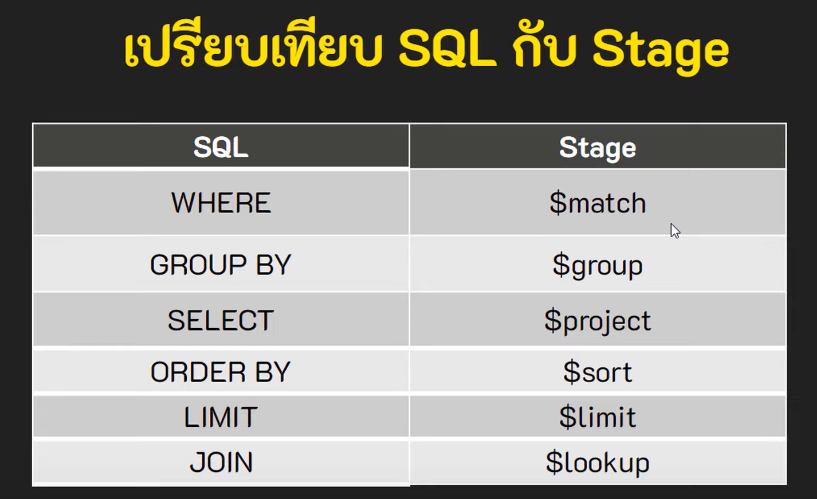 เปรียบเทียบ SQL กับ Stage
SQL Stage
WHERE $match
GROUP BY $group
SELECT $project
ORDER BY $sort
LIMIT $limit
JOIN $lookup